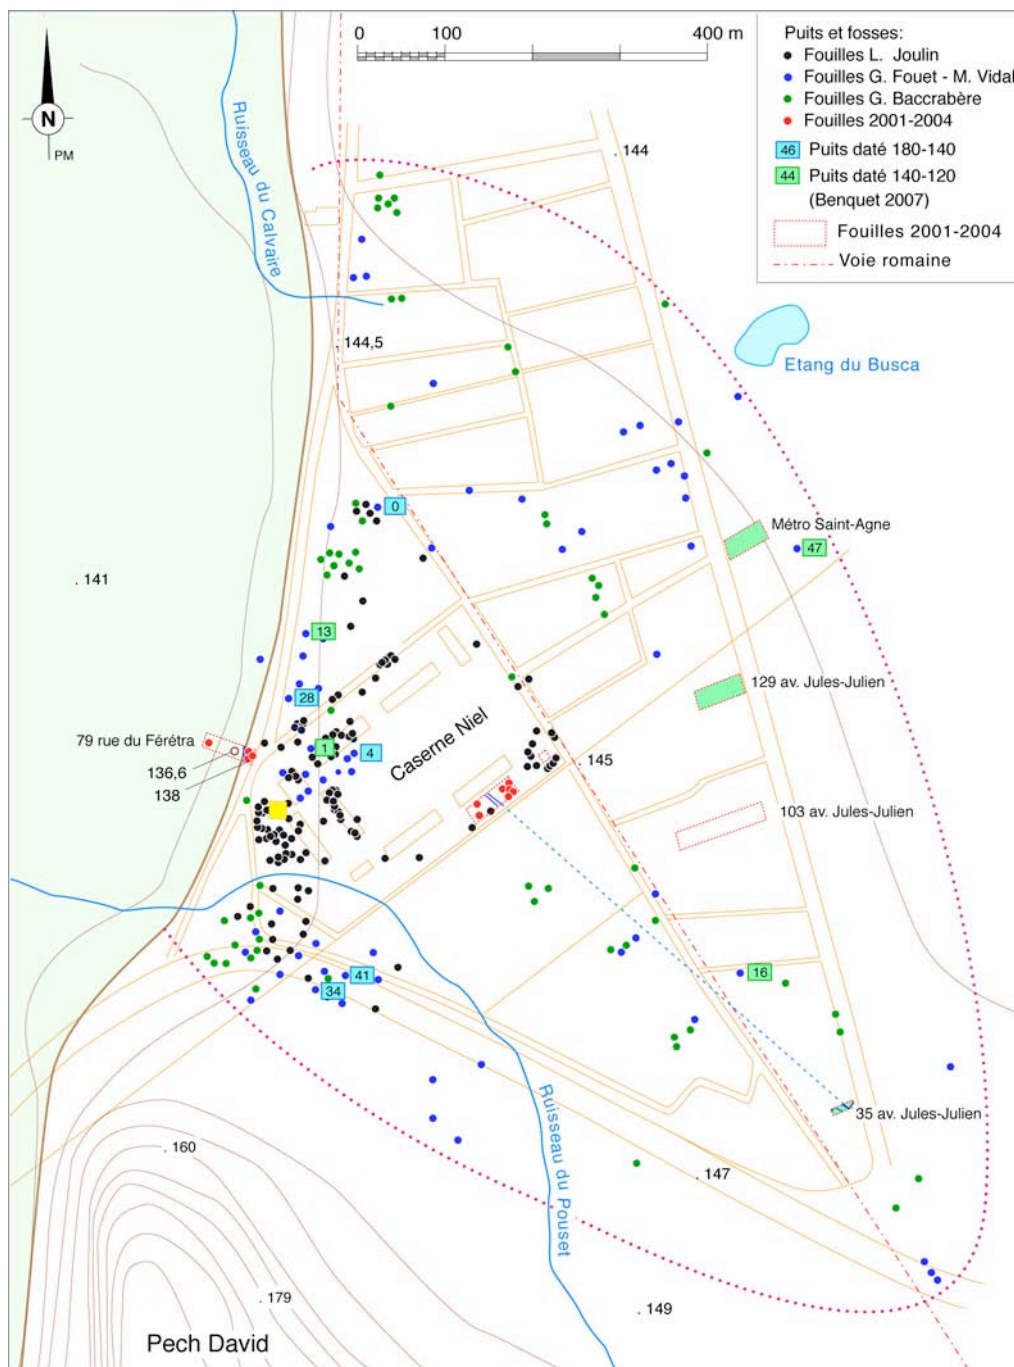 0 100 400 m
N
PM
Puits et fosses:
Fouilles L. Joulin
Fouilles G. Fouet - M. Vidal
Fouilles G. Baccrabère
Fouilles 2001-2004
46 Puits daté 180-140
44 Puits daté 140-120
(Benquet 2007)
Fouilles 2001-2004
Voie romaine
Ruisseau du Calvaire
. 144
. 144,5
Etang du Busca
0
Métro Saint-Agne
47
. 141
13
28
129 av. Jules-Julien
79 rue du Férétra
1
4
Caserne Niel
. 145
136,6
138
103 av. Jules-Julien
41
34
16
Ruisseau du Pouset
35 av. Jules-Julien
. 160
. 147
. 179
. 149
Pech David